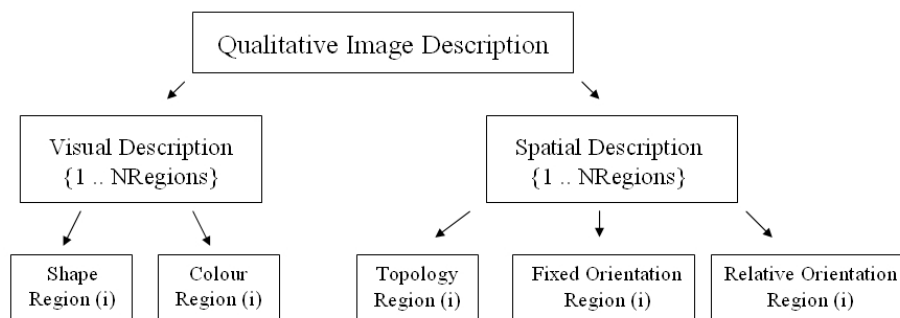 Qualitative Image Description
Visual Description
{1 .. NRegions}
Spatial Description
{1 .. NRegions}
Shape
Region (i)
Colour
Region (i)
Topology
Region (i)
Fixed Orientation
Region (i)
Relative Orientation
Region (i)